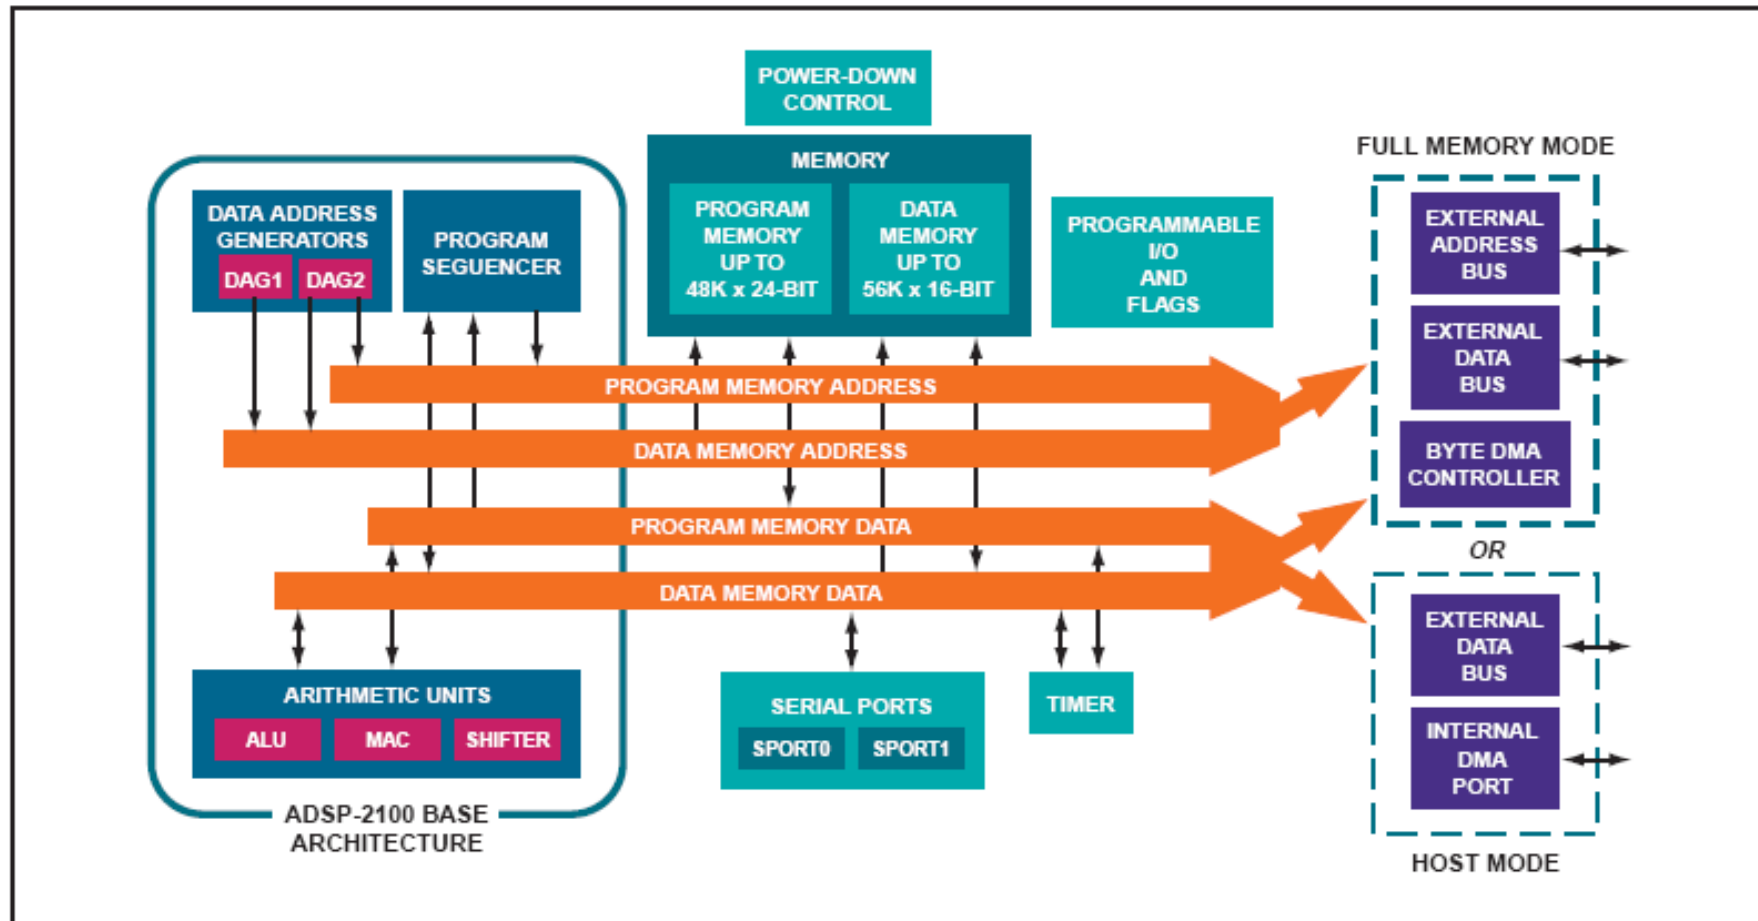 POWER-DOWN
CONTROL
MEMORY
PROGRAM
MEMORY
UP TO
48K x 24-BIT
DATA
MEMORY
UP TO
56K x 16-BIT
DATA ADDRESS
GENERATORS
DAG1
DAG2
PROGRAM
SEGUENCER
PROGRAMMABLE
I/O
AND
FLAGS
FULL MEMORY MODE
EXTERNAL
ADDRESS
BUS
EXTERNAL
DATA
BUS
BYTE DMA
CONTROLLER
PROGRAM MEMORY ADDRESS
DATA MEMORY ADDRESS
PROGRAM MEMORY DATA
DATA MEMORY DATA
OR
EXTERNAL
DATA
BUS
INTERNAL
DMA
PORT
HOST MODE
ARITHMETIC UNITS
ALU
MAC
SHIFTER
SERIAL PORTS
SPORT0
SPORT1
TIMER
ADSP-2100 BASE
ARCHITECTURE